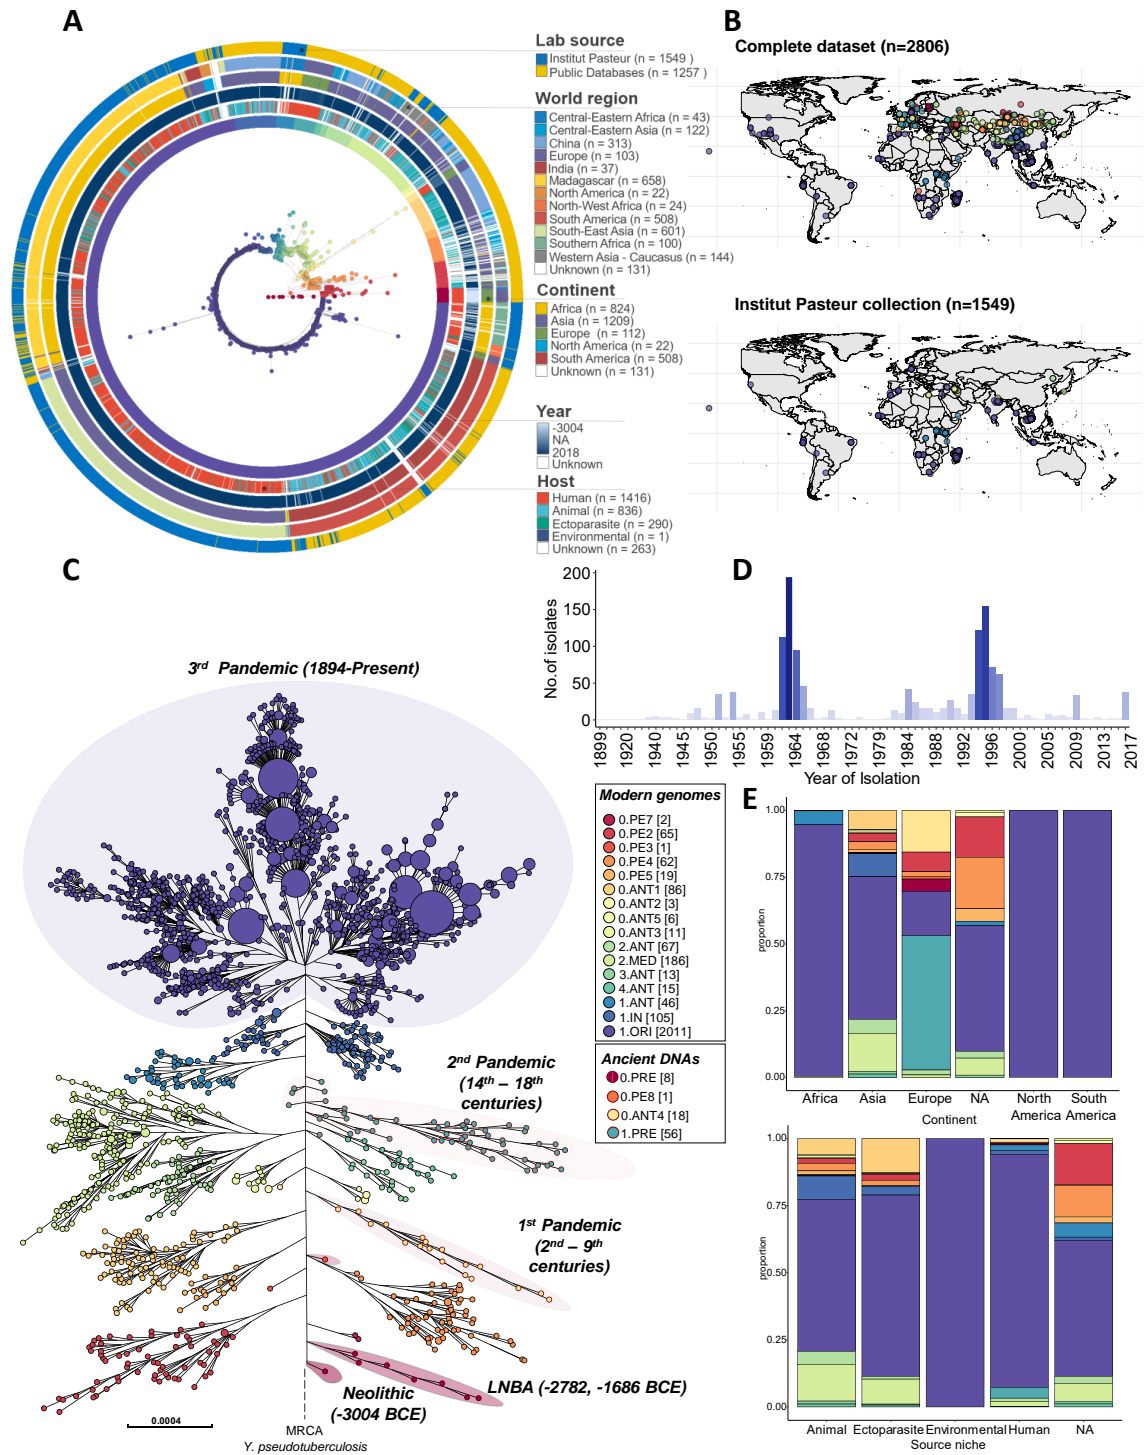 A
Lab source
Institut Pasteur (n = 1549 )
Public Databases (n = 1257 )
World region
Central-Eastern Africa (n = 43)
Central-Eastern Asia (n = 122)
China (n = 313)
Europe (n = 103)
India (n = 37)
Madagascar (n = 658)
North America (n = 22)
North-West Africa (n = 24)
South America (n = 508)
South-East Asia (n = 601)
Southern Africa (n = 100)
Western Asia - Caucasus (n = 144)
Unknown (n = 131)
Continent
Africa (n = 824)
Asia (n = 1209)
Europe (n = 112)
North America (n = 22)
South America (n = 508)
Unknown (n = 131)
Year
-3004
NA
2018
Unknown
Host
Human (n = 1416)
Animal (n = 836)
Ectoparasite (n = 290)
Environmental (n = 1)
Unknown (n = 263)
B
Complete dataset (n=2806)
Institut Pasteur collection (n=1549)
C
3rd Pandemic (1894-Present)
2nd Pandemic
(14th – 18th
centuries)
1st Pandemic
(2nd – 9th
centuries)
LNBA (-2782, -1686 BCE)
Neolithic
(-3004 BCE)
0.0004
MRCA
Y. pseudotuberculosis
Modern genomes
0.PE7 [2]
0.PE2 [65]
0.PE3 [1]
0.PE4 [62]
0.PE5 [19]
0.ANT1 [86]
0.ANT2 [3]
0.ANT5 [6]
0.ANT3 [11]
2.ANT [67]
2.MED [186]
3.ANT [13]
4.ANT [15]
1.ANT [46]
1.IN [105]
1.ORI [2011]
Ancient DNAs
0.PRE [8]
0.PE8 [1]
0.ANT4 [18]
1.PRE [56]
D
No. of isolates
200
150
100
50
0
1899 1920 1940 1945 1950 1955 1959 1964 1968 1972 1979 1984 1988 1992 1996 2000 2005 2009 2013 2017
Year of Isolation
E
proportion
1.00
0.75
0.50
0.25
0.00
Africa Asia Europe NA North America South America
Continent
proportion
1.00
0.75
0.50
0.25
0.00
Animal Ectoparasite Environmental Human NA
Source niche